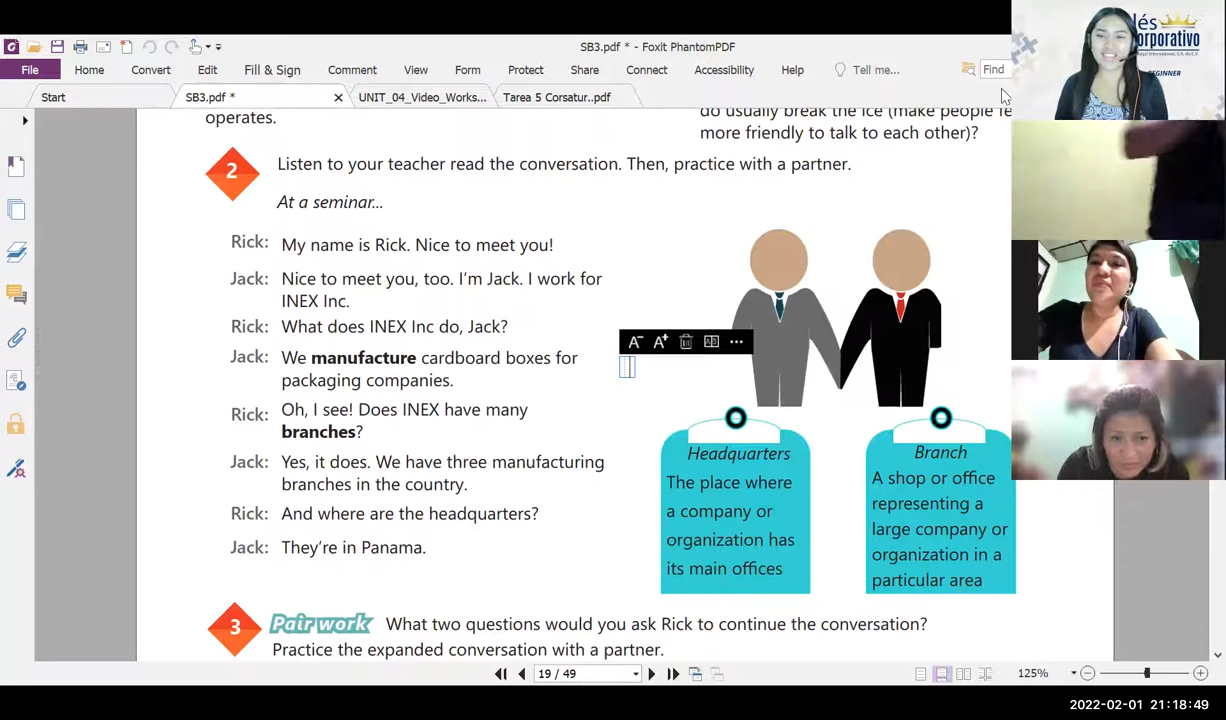 SB3.pdf * - Foxit PhantomPDF
File Home Convert Edit Fill & Sign Comment View Form Protect Share Connect Accessibility Help Tell me... Find
Start SB3.pdf * UNIT_04_Video_Works... Tarea 5 Corsatur...pdf
operates.
do usually break the ice (make people fe
more friendly to talk to each other)?
2 Listen to your teacher read the conversation. Then, practice with a partner.
At a seminar...
Rick: My name is Rick. Nice to meet you!
Jack: Nice to meet you, too. I'm Jack. I work for
INEX Inc.
Rick: What does INEX Inc do, Jack?
Jack: We manufacture cardboard boxes for
packaging companies.
Rick: Oh, I see! Does INEX have many
branches?
Jack: Yes, it does. We have three manufacturing
branches in the country.
Rick: And where are the headquarters?
Jack: They're in Panama.
Headquarters
The place where
a company or
organization has
its main offices
Branch
A shop or office
representing a
large company or
organization in a
particular area
3 Pair work What two questions would you ask Rick to continue the conversation?
Practice the expanded conversation with a partner.
19 / 49
125%
2022-02-01 21:18:49
lés
orporativo
EGINNER